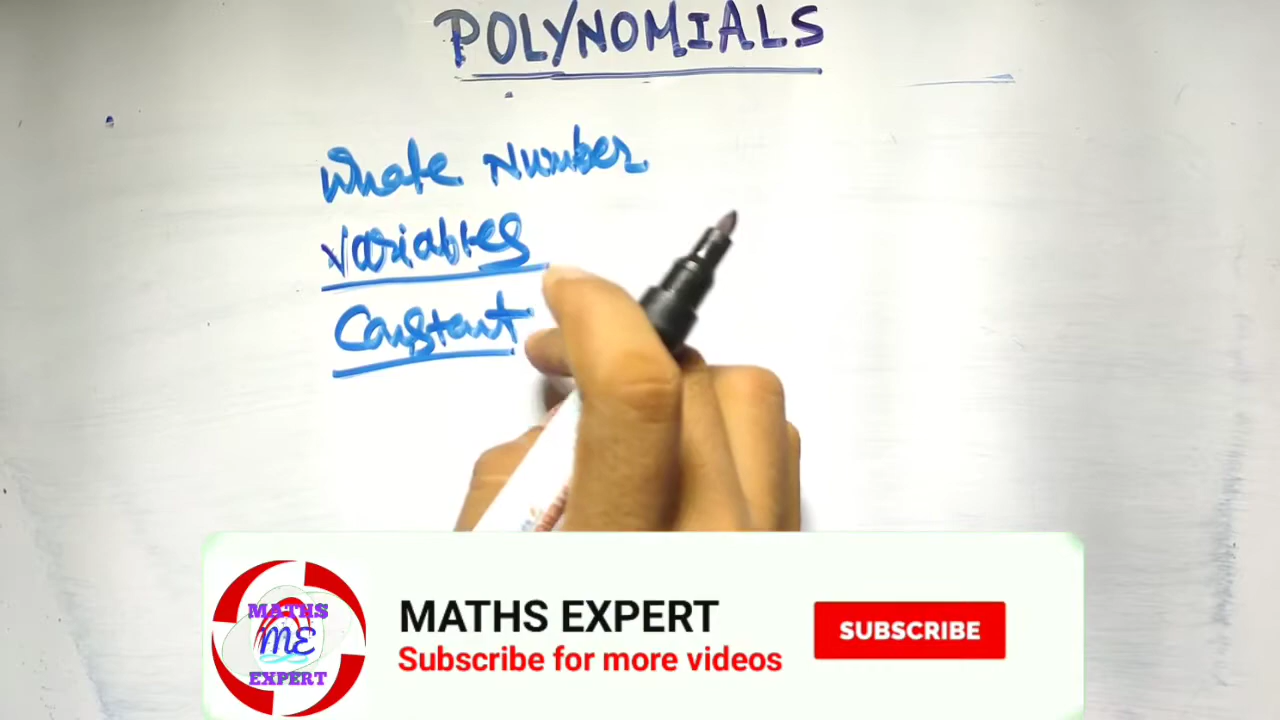 POLYNOMIALS
Whole Number
Variables
Constant
MATHS
ME
EXPERT
MATHS EXPERT
Subscribe for more videos
SUBSCRIBE